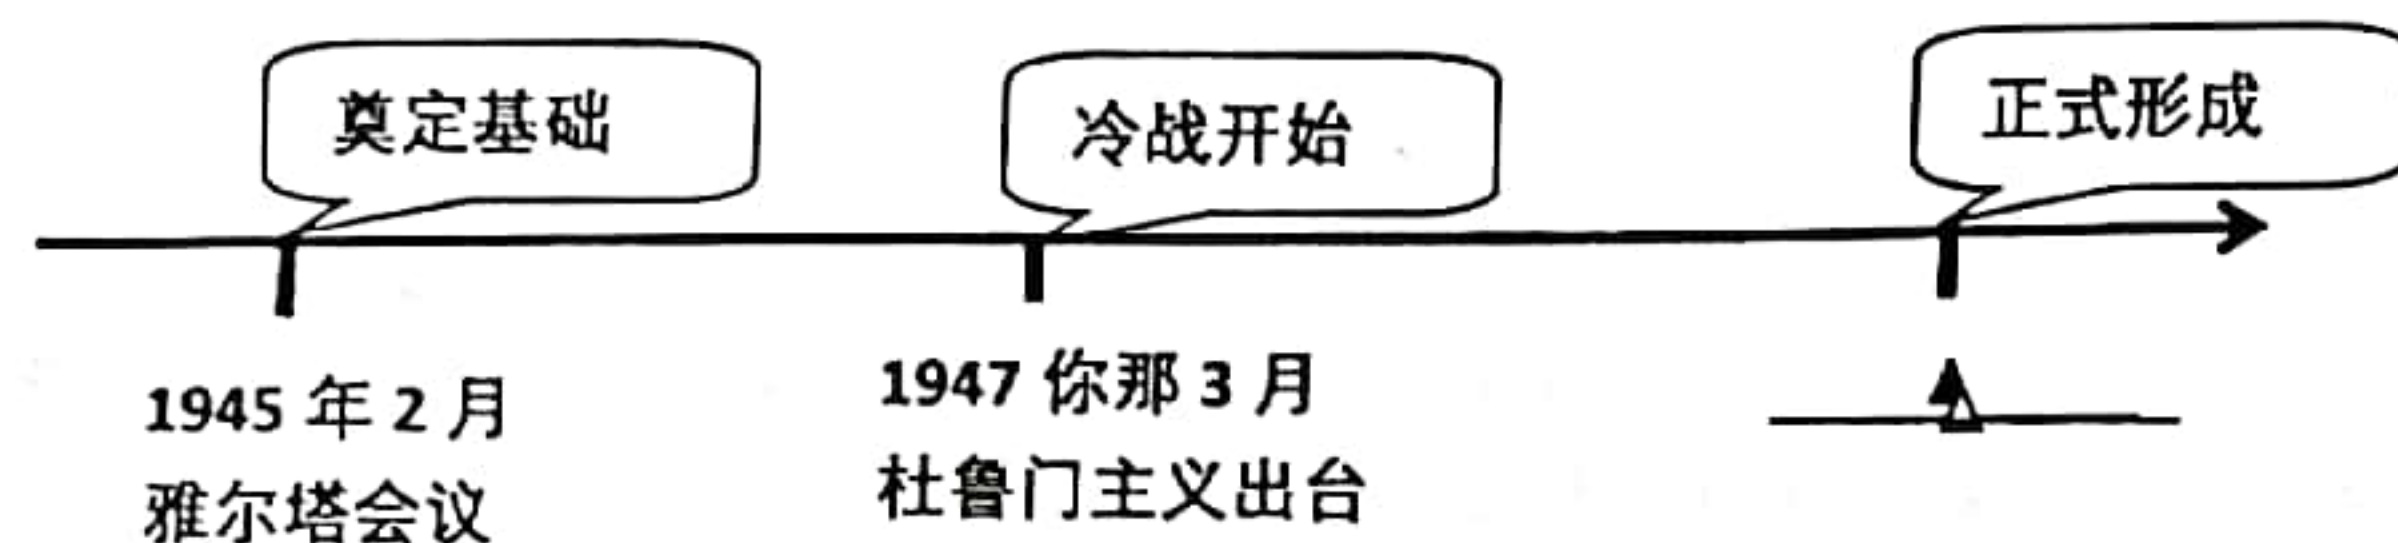 奠定基础
冷战开始
正式形成
1945 年 2 月
雅尔塔会议
1947 你那 3 月
杜鲁门主义出台